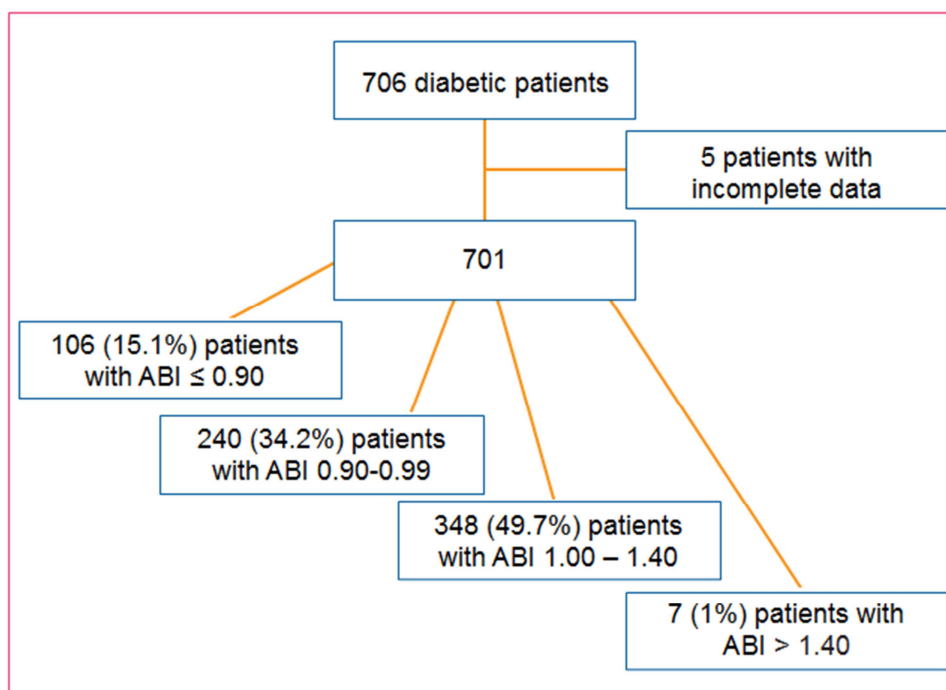 706 diabetic patients
5 patients with
incomplete data
701
106 (15.1%) patients
with ABI ≤ 0.90
240 (34.2%) patients
with ABI 0.90-0.99
348 (49.7%) patients
with ABI 1.00 – 1.40
7 (1%) patients with
ABI > 1.40